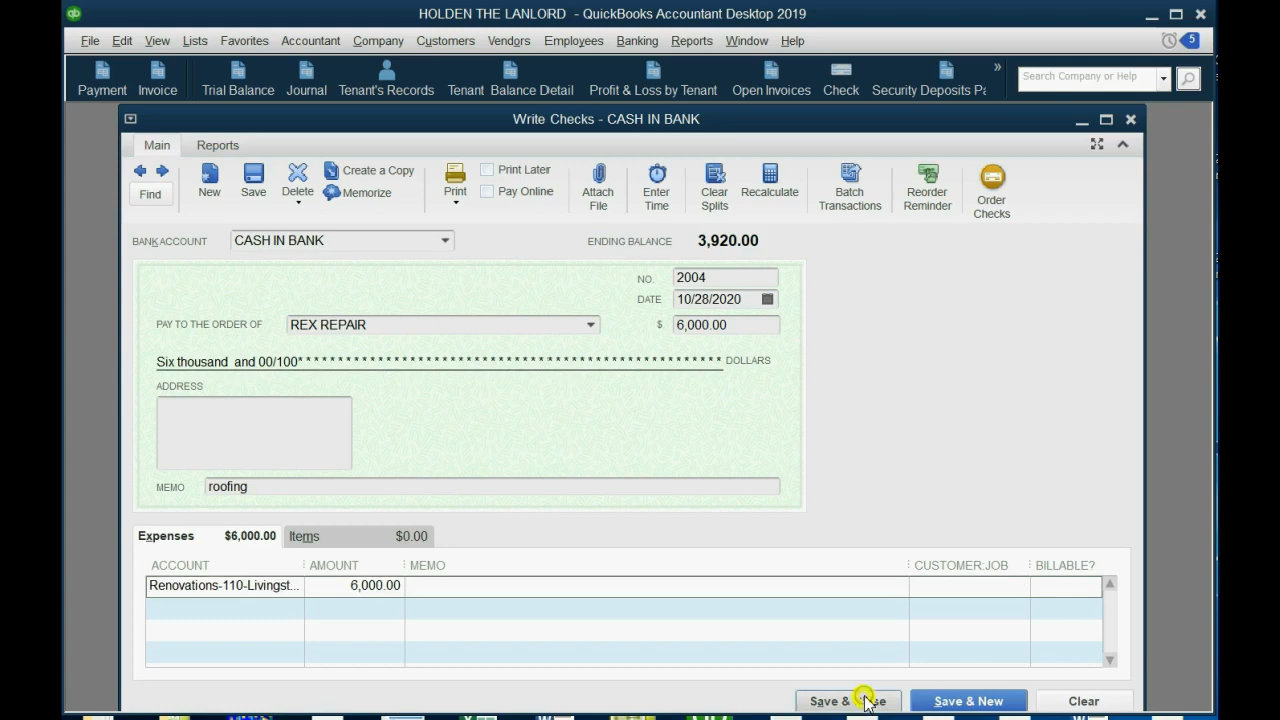 HOLDEN THE LANLORD - QuickBooks Accountant Desktop 2019
File Edit View Lists Favorites Accountant Company Customers Vendors Employees Banking Reports Window Help 5
Payment Invoice Trial Balance Journal Tenant's Records Tenant Balance Detail Profit & Loss by Tenant Open Invoices Check Security Deposits Pa » Search Company or Help
Write Checks - CASH IN BANK
Main Reports
Find New Save Delete Create a Copy Memorize Print Print Later Pay Online Attach File Enter Time Clear Splits Recalculate Batch Transactions Reorder Reminder Order Checks
BANK ACCOUNT CASH IN BANK ENDING BALANCE 3,920.00
NO. 2004
DATE 10/28/2020
PAY TO THE ORDER OF REX REPAIR $ 6,000.00
Six thousand and 00/100* * * * * * * * * * * * * * * * * * * * * * * * * * * * * * * * * * * * * * * * * * * * * * * * * * * * * DOLLARS
ADDRESS
MEMO roofing
Expenses $6,000.00 Items $0.00
ACCOUNT AMOUNT MEMO CUSTOMER:JOB BILLABLE?
Renovations-110-Livingst... 6,000.00
Save & Save & New Clear